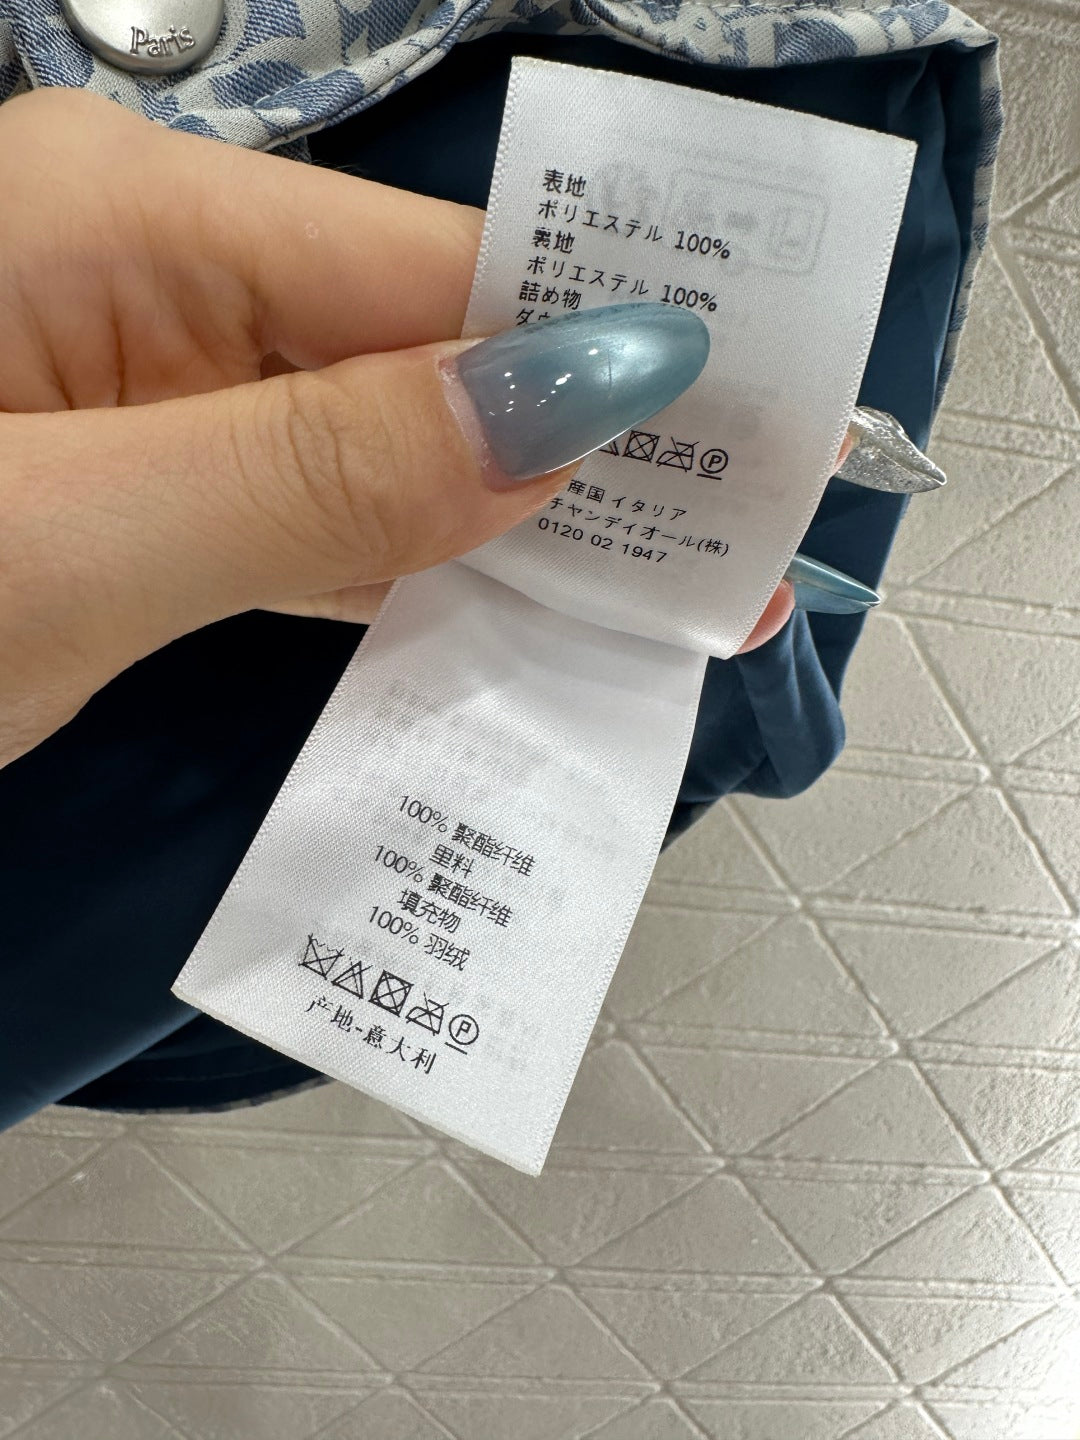 Paris
表地
ポリエステル 100%
裏地
ポリエステル 100%
詰め物
ダウ
P
産国 イタリア
チャンディオール(株)
0120 02 1947
100% 聚酯纤维
里料
100% 聚酯纤维
填充物
100% 羽绒
P
产地-意大利